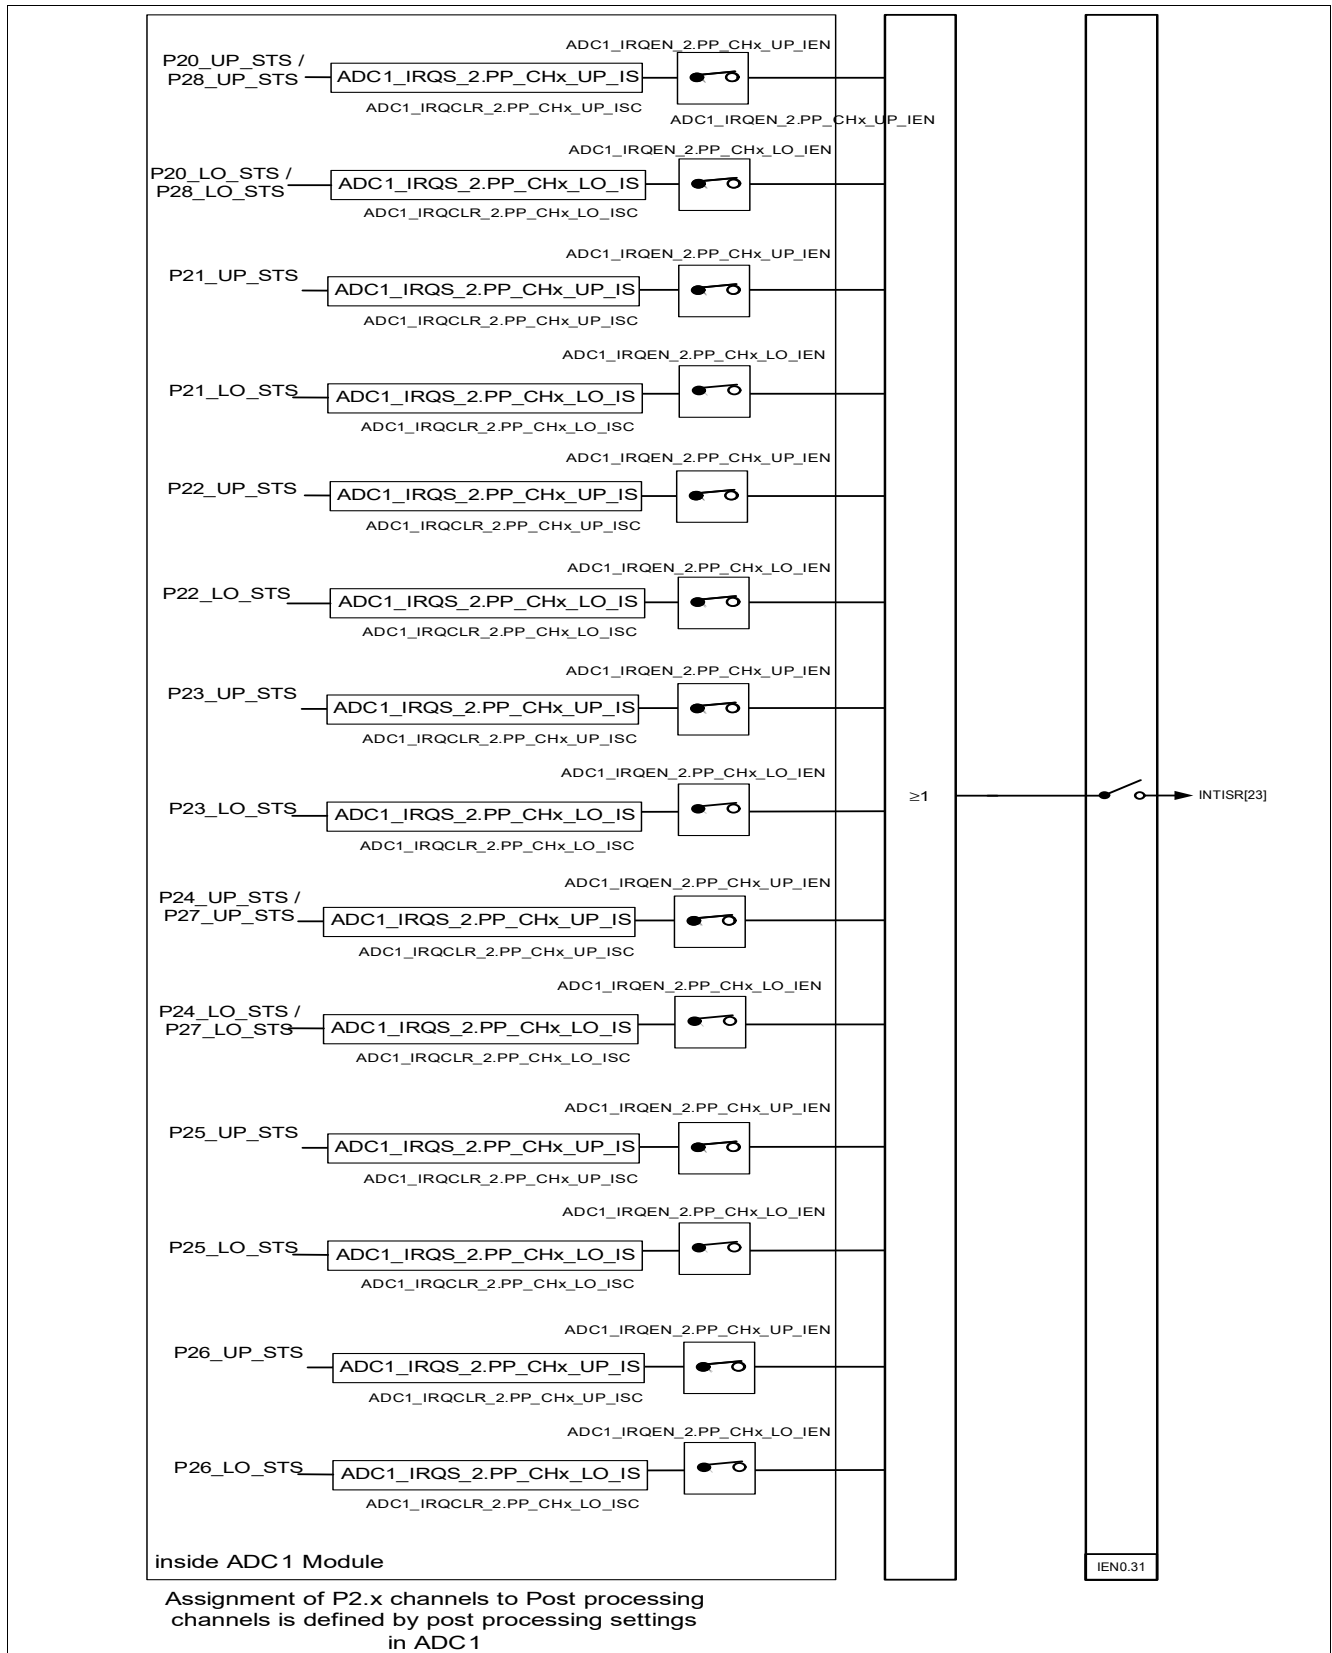 ADC1_IRQEN_2.PP_CHx_UP_IEN
P20_UP_STS /
P28_UP_STS
ADC1_IRQS_2.PP_CHx_UP_IS
ADC1_IRQCLR_2.PP_CHx_UP_ISC
ADC1_IRQEN_2.PP_CHx_UP_IEN
ADC1_IRQEN_2.PP_CHx_LO_IEN
P20_LO_STS /
P28_LO_STS
ADC1_IRQS_2.PP_CHx_LO_IS
ADC1_IRQCLR_2.PP_CHx_LO_ISC
ADC1_IRQEN_2.PP_CHx_UP_IEN
P21_UP_STS
ADC1_IRQS_2.PP_CHx_UP_IS
ADC1_IRQCLR_2.PP_CHx_UP_ISC
ADC1_IRQEN_2.PP_CHx_LO_IEN
P21_LO_STS
ADC1_IRQS_2.PP_CHx_LO_IS
ADC1_IRQCLR_2.PP_CHx_LO_ISC
ADC1_IRQEN_2.PP_CHx_UP_IEN
P22_UP_STS
ADC1_IRQS_2.PP_CHx_UP_IS
ADC1_IRQCLR_2.PP_CHx_UP_ISC
ADC1_IRQEN_2.PP_CHx_LO_IEN
P22_LO_STS
ADC1_IRQS_2.PP_CHx_LO_IS
ADC1_IRQCLR_2.PP_CHx_LO_ISC
ADC1_IRQEN_2.PP_CHx_UP_IEN
P23_UP_STS
ADC1_IRQS_2.PP_CHx_UP_IS
ADC1_IRQCLR_2.PP_CHx_UP_ISC
ADC1_IRQEN_2.PP_CHx_LO_IEN
P23_LO_STS
ADC1_IRQS_2.PP_CHx_LO_IS
ADC1_IRQCLR_2.PP_CHx_LO_ISC
≥1
INTISR[23]
ADC1_IRQEN_2.PP_CHx_UP_IEN
P24_UP_STS /
P27_UP_STS
ADC1_IRQS_2.PP_CHx_UP_IS
ADC1_IRQCLR_2.PP_CHx_UP_ISC
ADC1_IRQEN_2.PP_CHx_LO_IEN
P24_LO_STS /
P27_LO_STS
ADC1_IRQS_2.PP_CHx_LO_IS
ADC1_IRQCLR_2.PP_CHx_LO_ISC
ADC1_IRQEN_2.PP_CHx_UP_IEN
P25_UP_STS
ADC1_IRQS_2.PP_CHx_UP_IS
ADC1_IRQCLR_2.PP_CHx_UP_ISC
ADC1_IRQEN_2.PP_CHx_LO_IEN
P25_LO_STS
ADC1_IRQS_2.PP_CHx_LO_IS
ADC1_IRQCLR_2.PP_CHx_LO_ISC
ADC1_IRQEN_2.PP_CHx_UP_IEN
P26_UP_STS
ADC1_IRQS_2.PP_CHx_UP_IS
ADC1_IRQCLR_2.PP_CHx_UP_ISC
ADC1_IRQEN_2.PP_CHx_LO_IEN
P26_LO_STS
ADC1_IRQS_2.PP_CHx_LO_IS
ADC1_IRQCLR_2.PP_CHx_LO_ISC
inside ADC1 Module
IEN0.31
Assignment of P2.x channels to Post processing
channels is defined by post processing settings
in ADC1